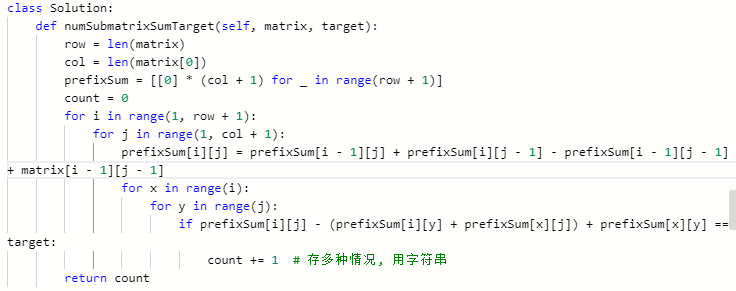 class Solution:
    def numSubmatrixSumTarget(self, matrix, target):
        row = len(matrix)
        col = len(matrix[0])
        prefixSum = [[0] * (col + 1) for _ in range(row + 1)]
        count = 0
        for i in range(1, row + 1):
            for j in range(1, col + 1):
                prefixSum[i][j] = prefixSum[i - 1][j] + prefixSum[i][j - 1] - prefixSum[i - 1][j - 1]
+ matrix[i - 1][j - 1]
                for x in range(i):
                    for y in range(j):
                        if prefixSum[i][j] - (prefixSum[i][y] + prefixSum[x][j]) + prefixSum[x][y] ==
target:
                            count += 1  # 存多种情况, 用字符串
        return count